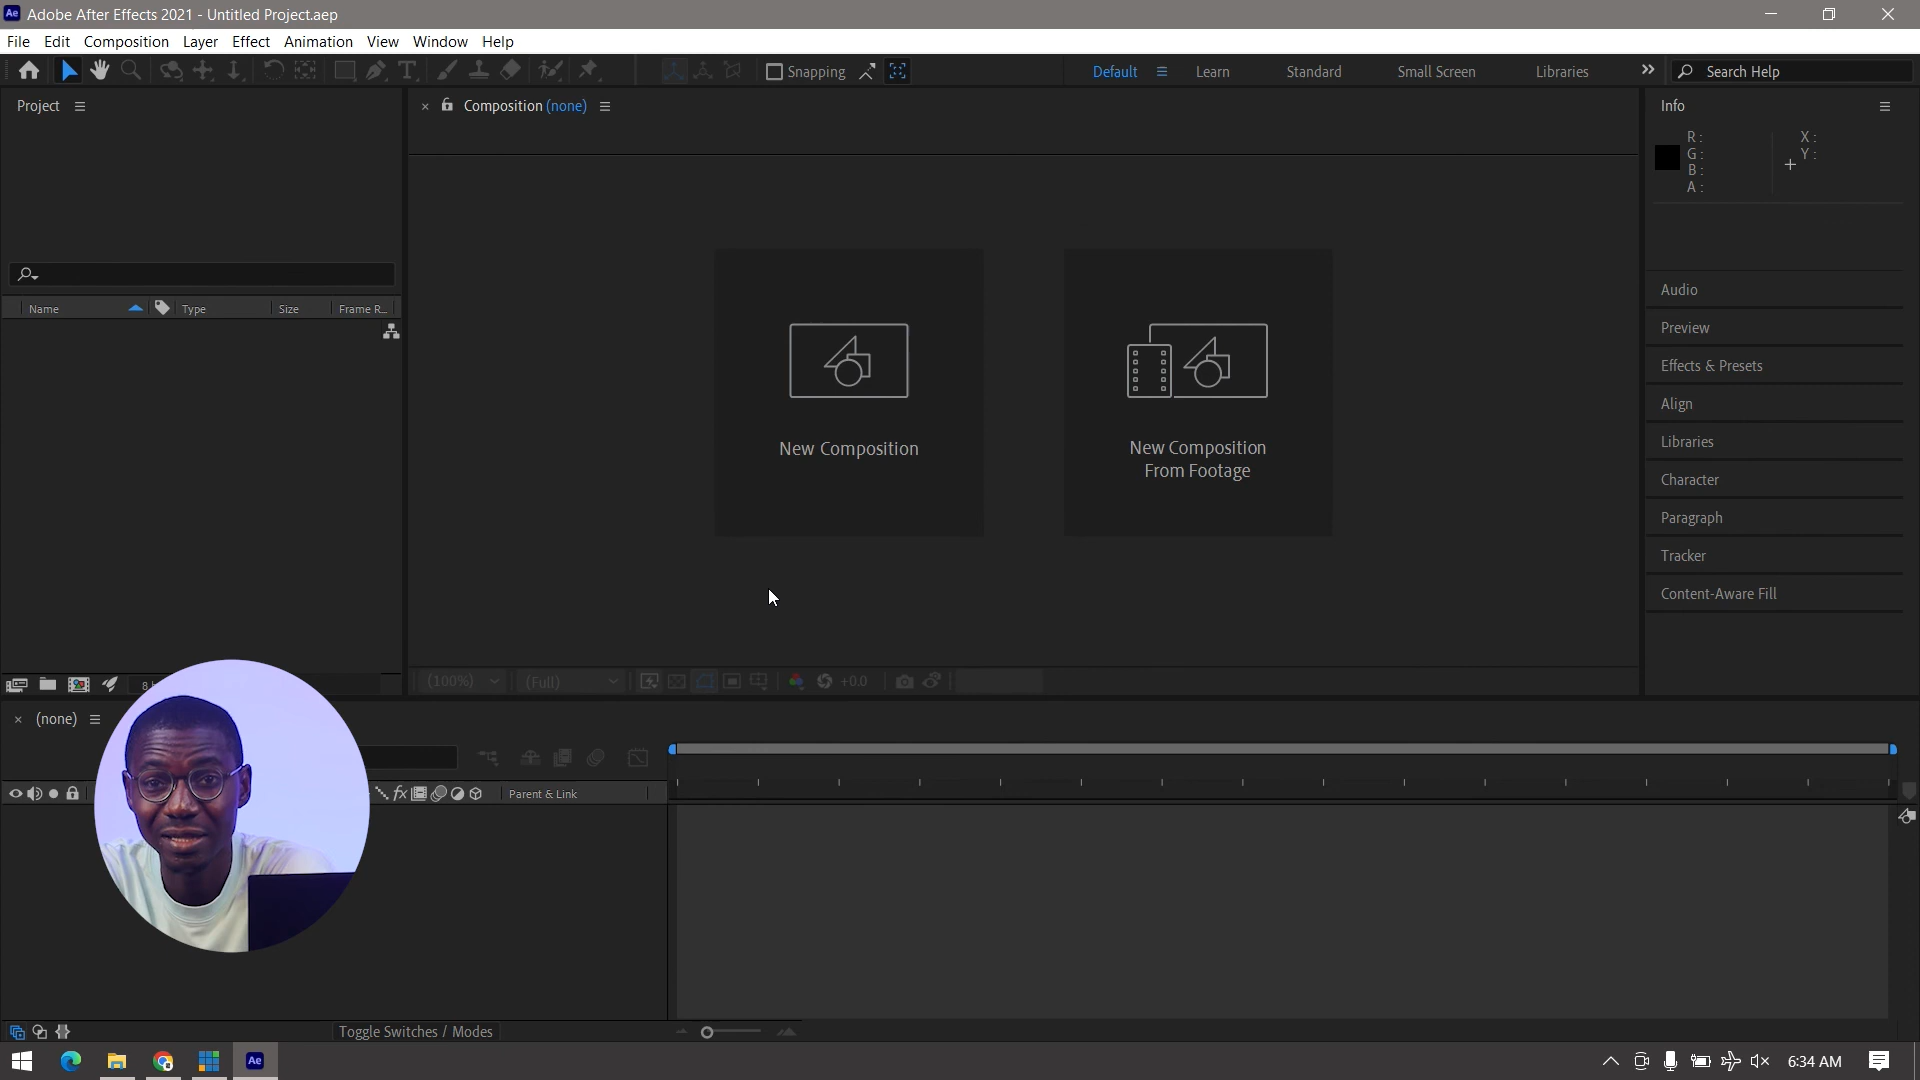 Ae Adobe After Effects 2021 - Untitled Project.aep
File Edit Composition Layer Effect Animation View Window Help
Snapping
Default Learn Standard Small Screen Libraries
Search Help
Project
Composition (none)
Info
R :
G :
B :
A :
X :
Y :
Name Type Size Frame R...
New Composition
New Composition
From Footage
Audio
Preview
Effects & Presets
Align
Libraries
Character
Paragraph
Tracker
Content-Aware Fill
(100%) (Full) +0.0
(none)
fx
Parent & Link
Toggle Switches / Modes
Ae
6:34 AM